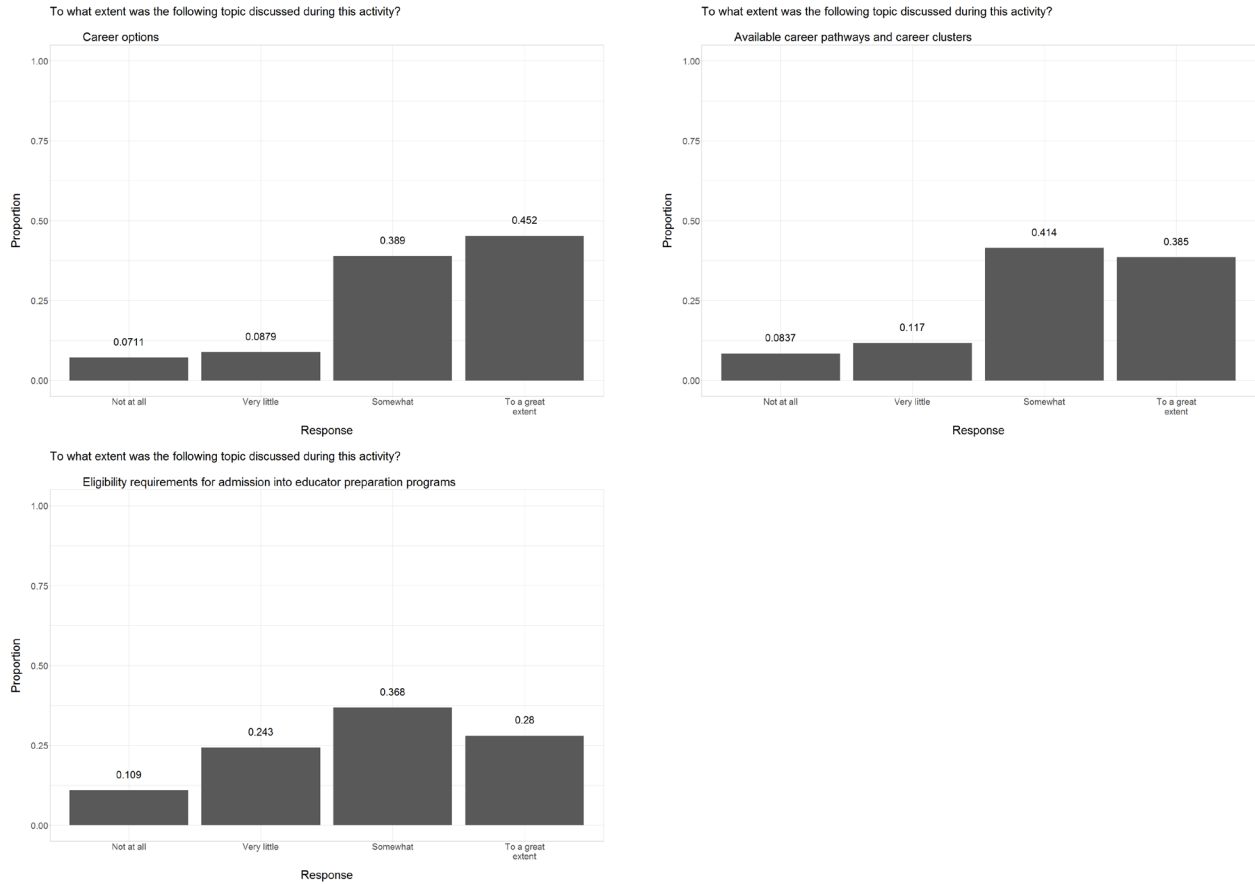 To what extent was the following topic discussed during this activity?
Career options
1.00
0.75
0.50
0.25
0.00
Proportion
0.0711
0.0879
0.389
0.452
Not at all
Very little
Somewhat
To a great
extent
Response
To what extent was the following topic discussed during this activity?
Available career pathways and career clusters
1.00
0.75
0.50
0.25
0.00
Proportion
0.0837
0.117
0.414
0.385
Not at all
Very little
Somewhat
To a great
extent
Response
To what extent was the following topic discussed during this activity?
Eligibility requirements for admission into educator preparation programs
1.00
0.75
0.50
0.25
0.00
Proportion
0.109
0.243
0.368
0.28
Not at all
Very little
Somewhat
To a great
extent
Response